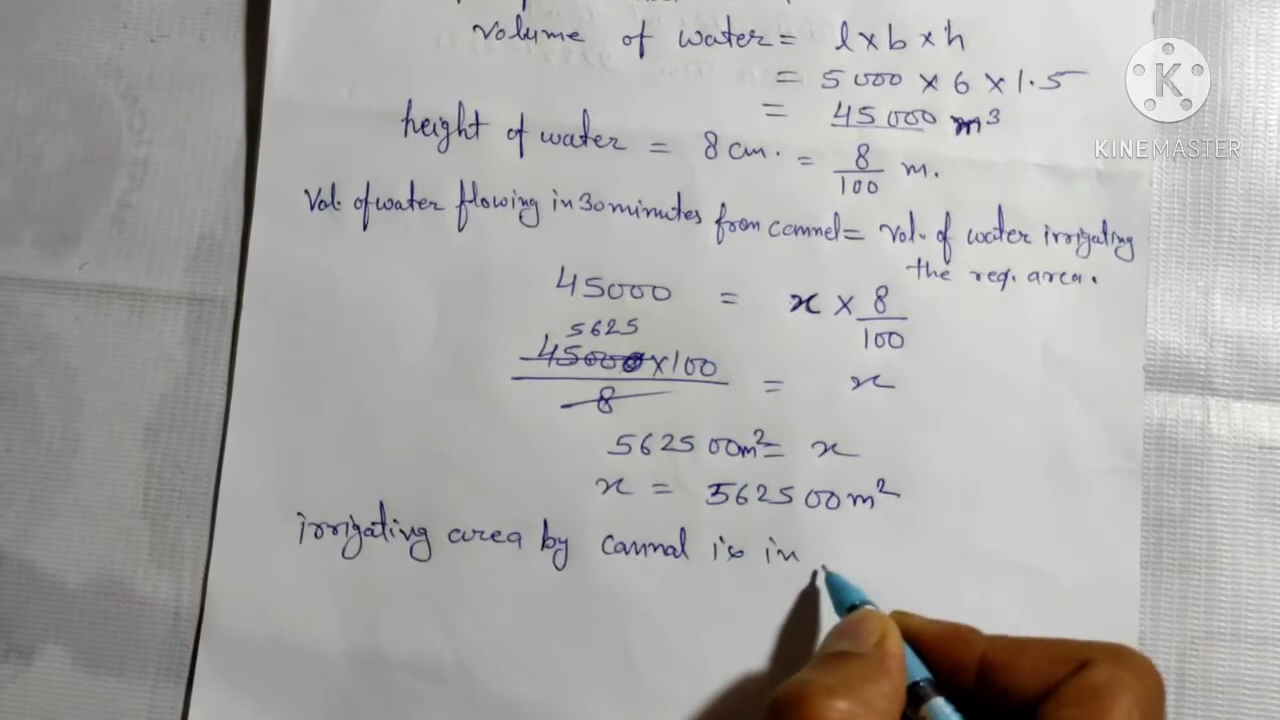 volume of water = l × b × h
= 5000 × 6 × 1.5
= 45000 m³
height of water = 8 cm. = 8/100 m.
Vol. of water flowing in 30 minutes from cannel = vol. of water irrigating
the req. area.
45000 = x × 8/100
5625
45000 × 100 / 8 = x
562500 m² = x
x = 562500 m²
irrigating area by cannal is in
K
KINEMASTER